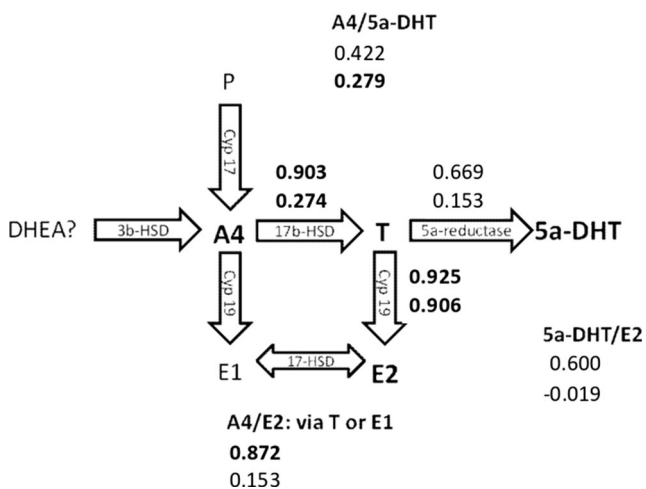 A4/5a-DHT
0.422
0.279
P
Cyp 17
0.903
0.274
0.669
0.153
DHEA?
3b-HSD
A4
17b-HSD
T
5a-reductase
5a-DHT
Cyp 19
Cyp 19
0.925
0.906
E1
17-HSD
E2
5a-DHT/E2
0.600
-0.019
A4/E2: via T or E1
0.872
0.153